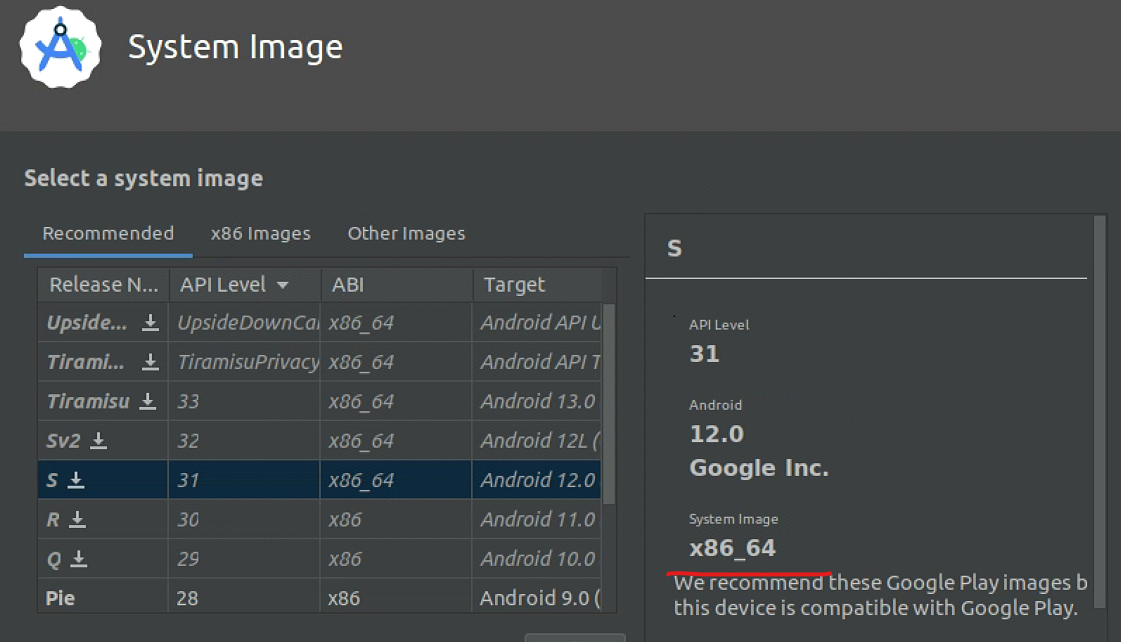 System Image
Select a system image
Recommended x86 Images Other Images
Release N... API Level ABI Target
Upside... UpsideDownCa x86_64 Android API U
Tirami... TiramisuPrivacy x86_64 Android API T
Tiramisu 33 x86_64 Android 13.0
Sv2 32 x86_64 Android 12L (
S 31 x86_64 Android 12.0
R 30 x86 Android 11.0
Q 29 x86 Android 10.0
Pie 28 x86 Android 9.0 (
S
API Level
31
Android
12.0
Google Inc.
System Image
x86_64
We recommend these Google Play images b
this device is compatible with Google Play.